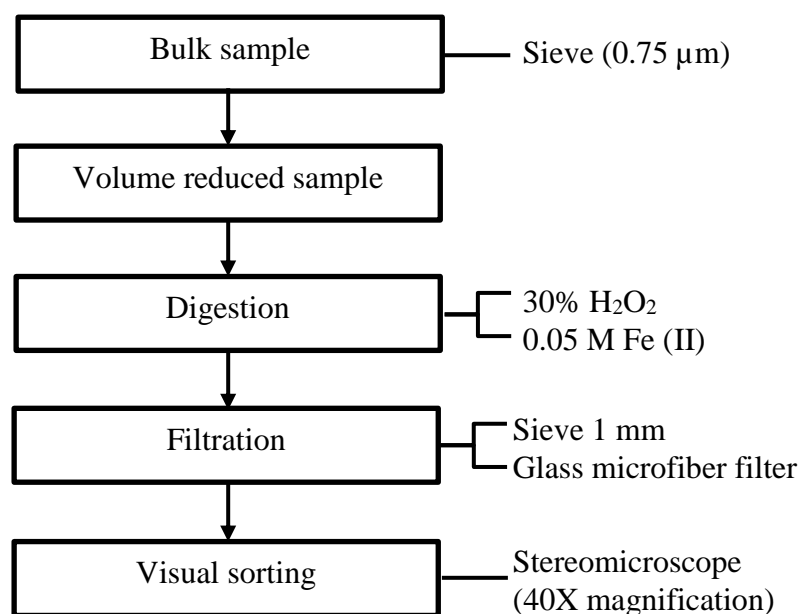 Bulk sample
Sieve (0.75 µm)
Volume reduced sample
Digestion
30% H₂O₂
0.05 M Fe (II)
Filtration
Sieve 1 mm
Glass microfiber filter
Visual sorting
Stereomicroscope
(40X magnification)